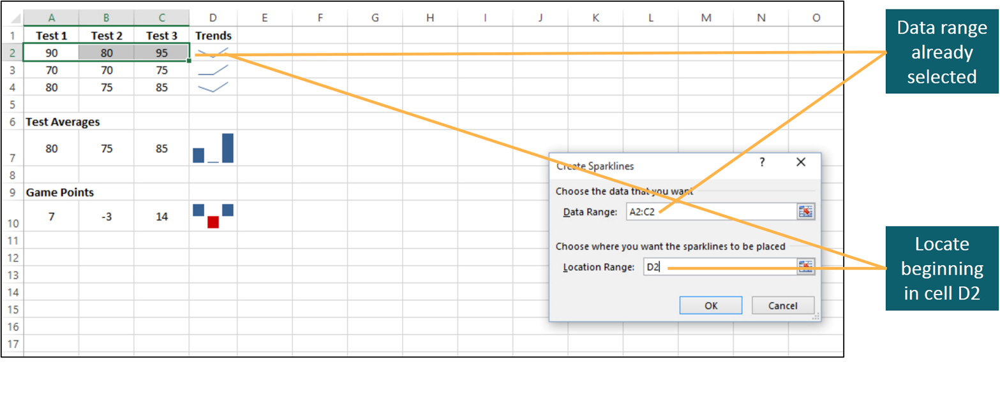 A B C D E F G H I J K L M N O
1 Test 1 Test 2 Test 3 Trends
2 90 80 95
3 70 70 75
4 80 75 85
5
6 Test Averages
7 80 75 85
8
9 Game Points
10 7 -3 14
11
12
13
14
15
16
17
Create Sparklines ? ✕
Choose the data that you want
Data Range: A2:C2
Choose where you want the sparklines to be placed
Location Range: D2
OK Cancel
Data range
already
selected
Locate
beginning
in cell D2